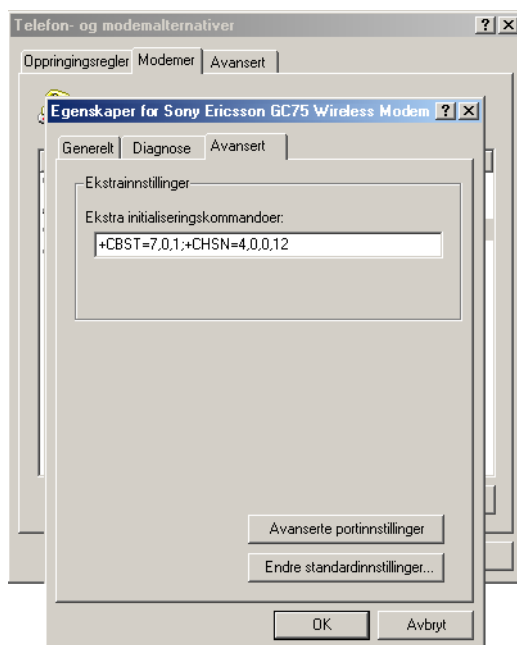 Telefon- og modemalternativer
Oppringingsregler Modemer Avansert
Egenskaper for Sony Ericsson GC75 Wireless Modem
Generelt Diagnose Avansert
Ekstrainnstillinger
Ekstra initialiseringskommandoer:
+CBST=7,0,1;+CHSN=4,0,0,12
Avanserte portinnstillinger
Endre standardinnstillinger...
OK Avbryt